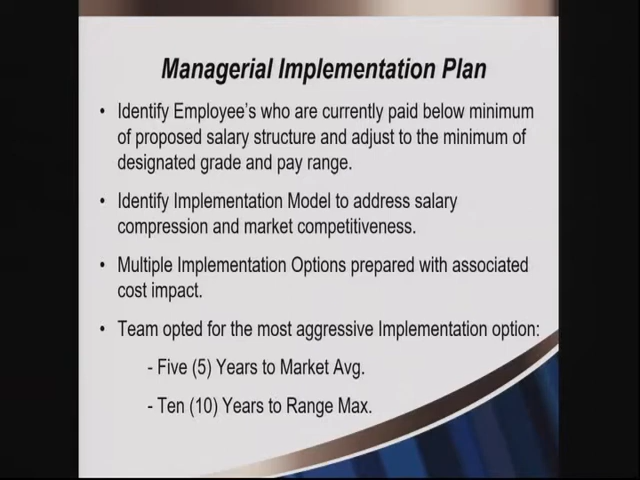 Managerial Implementation Plan
• Identify Employee's who are currently paid below minimum
of proposed salary structure and adjust to the minimum of
designated grade and pay range.
• Identify Implementation Model to address salary
compression and market competitiveness.
• Multiple Implementation Options prepared with associated
cost impact.
• Team opted for the most aggressive Implementation option:
- Five (5) Years to Market Avg.
- Ten (10) Years to Range Max.